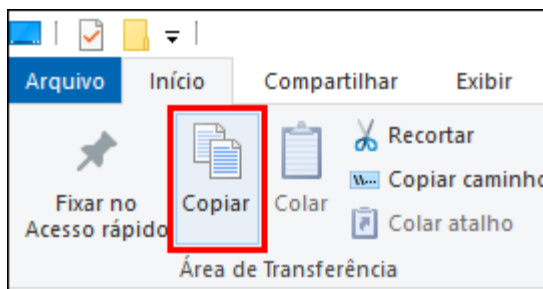 Arquivo Início Compartilhar Exibir
Fixar no
Acesso rápido
Copiar
Colar
Recortar
Copiar caminho
Colar atalho
Área de Transferência